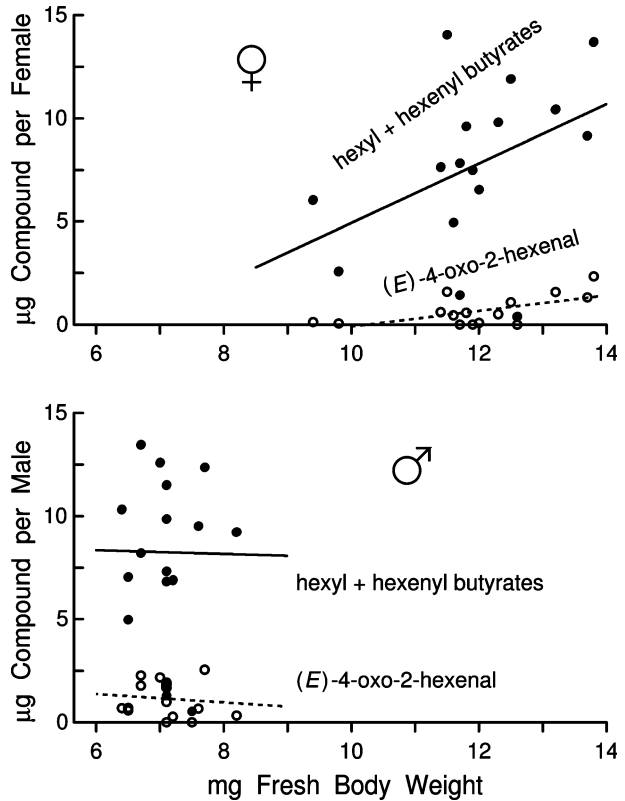 15
10
5
0
μg Compound per Female
♀
hexyl + hexenyl butyrates
(E)-4-oxo-2-hexenal
6 8 10 12 14
15
10
5
0
μg Compound per Male
♂
hexyl + hexenyl butyrates
(E)-4-oxo-2-hexenal
6 8 10 12 14
mg Fresh Body Weight